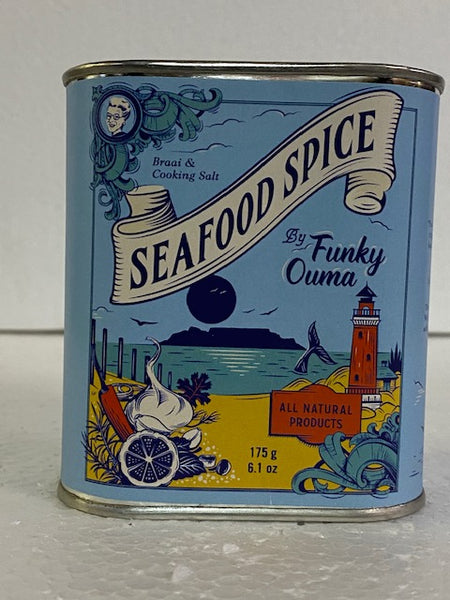 Braai &
Cooking Salt
SEAFOOD SPICE
By Funky
Ouma
ALL NATURAL
PRODUCTS
175 g
6.1 oz